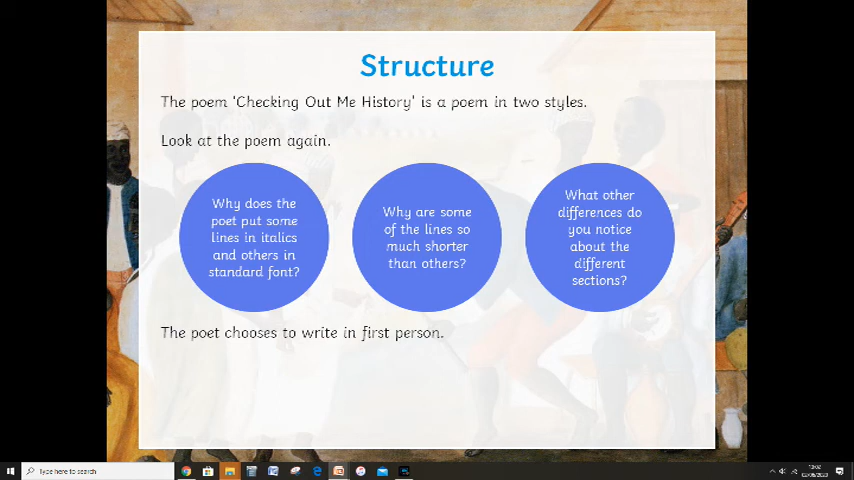 Structure
The poem 'Checking Out Me History' is a poem in two styles.
Look at the poem again.
Why does the
poet put some
lines in italics
and others in
standard font?
Why are some
of the lines so
much shorter
than others?
What other
differences do
you notice
about the
different
sections?
The poet chooses to write in first person.
Type here to search